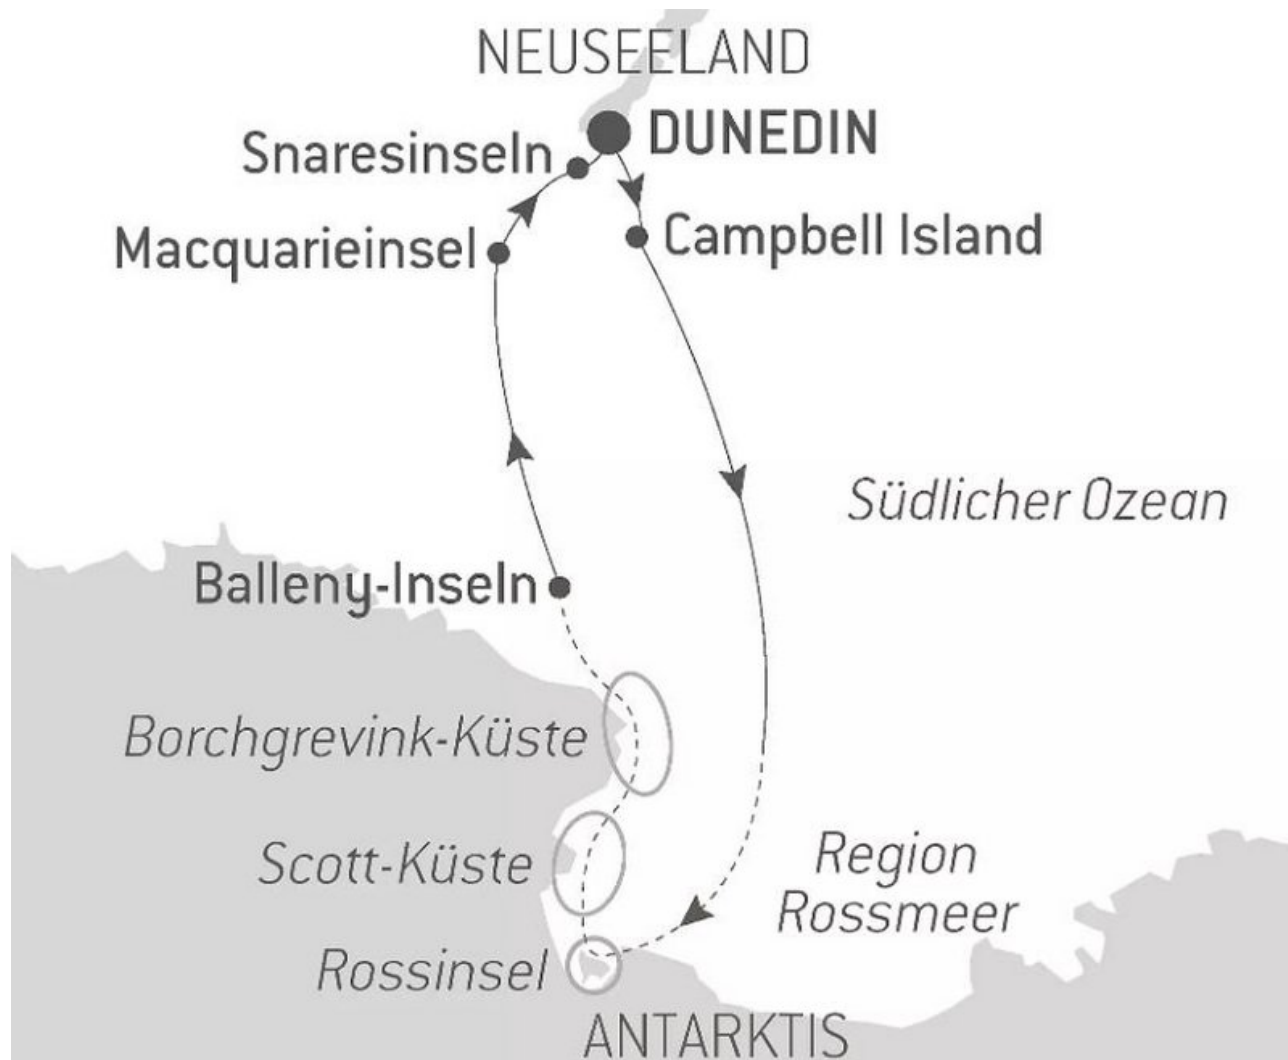 NEUSEELAND
DUNEDIN
Snaresinseln
Campbell Island
Macquarieinsel
Südlicher Ozean
Balleny-Inseln
Borchgrevink-Küste
Scott-Küste
Region
Rossmeer
Rossinsel
ANTARKTIS